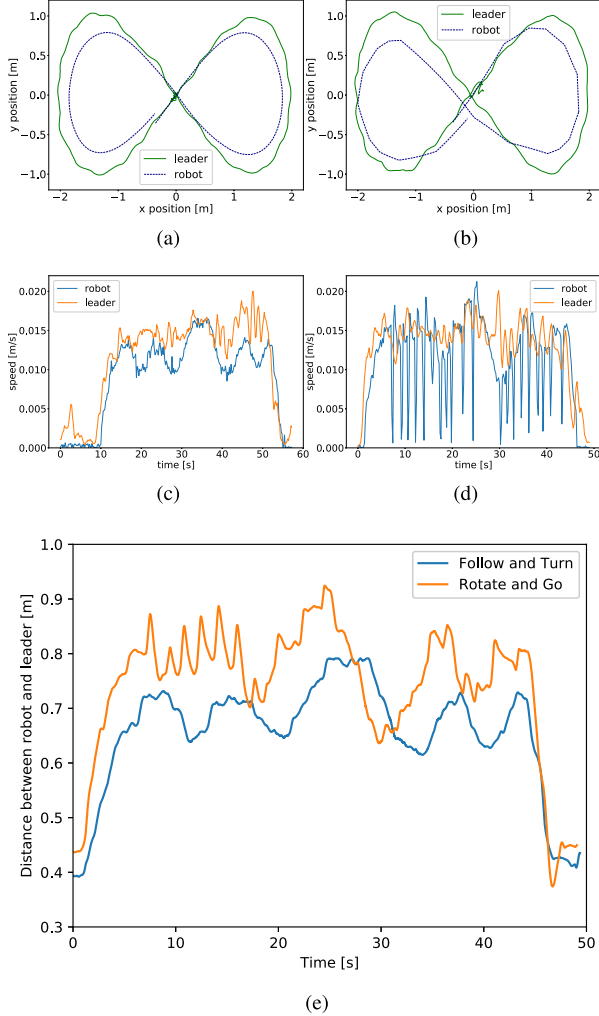 1.0
0.5
0.0
−0.5
−1.0
y position [m]
leader
robot
−2
−1
0
1
2
x position [m]
(a)
1.0
0.5
0.0
−0.5
−1.0
y position [m]
leader
robot
−2
−1
0
1
2
x position [m]
(b)
0.020
0.015
0.010
0.005
0.000
speed [m/s]
robot
leader
0
10
20
30
40
50
60
time [s]
(c)
0.020
0.015
0.010
0.005
0.000
speed [m/s]
robot
leader
0
10
20
30
40
50
time [s]
(d)
1.0
0.9
0.8
0.7
0.6
0.5
0.4
0.3
Distance between robot and leader [m]
Follow and Turn
Rotate and Go
0
10
20
30
40
50
Time [s]
(e)